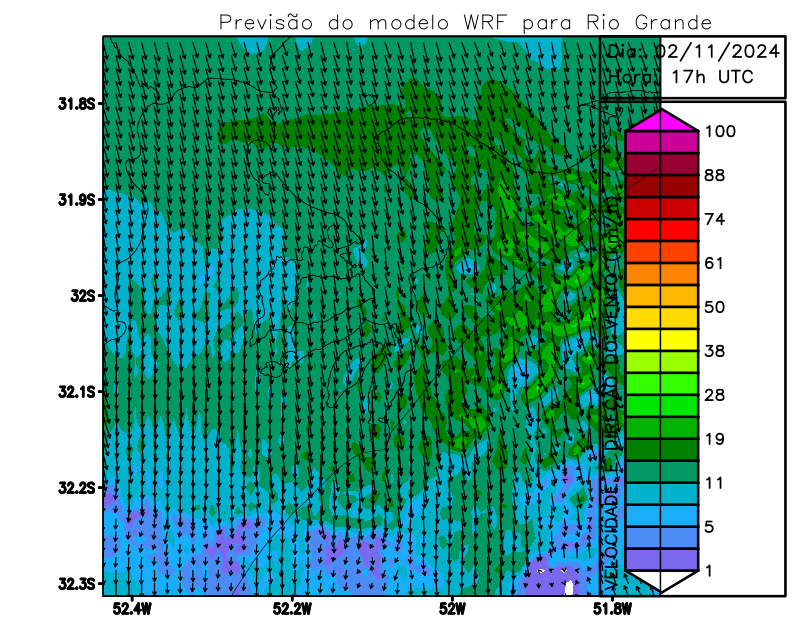 Previsão do modelo WRF para Rio Grande
Dia: 02/11/2024
Hora: 17h UTC
31.8S
31.9S
32S
32.1S
32.2S
32.3S
52.4W
52.2W
52W
51.8W
VELOCIDADE E DIREÇÃO DO VENTO (km/h)
100
88
74
61
50
38
28
19
11
5
1